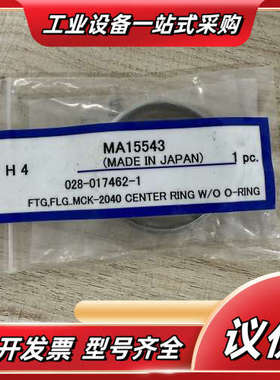 工业设备一站式采购
H 4
MA15543
(MADE IN JAPAN)
1 pc.
028-017462-1
FTG,FLG.MCK-2040 CENTER RING W/O O-RING
可开发票 型号齐全
议价